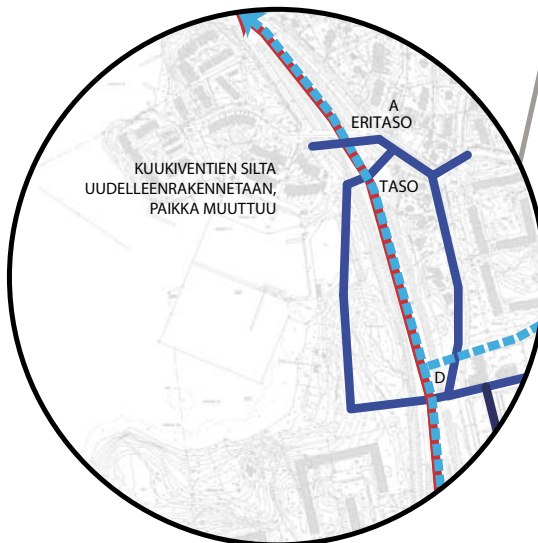 A
ERITASO
KUUKIVENTIEN SILTA
UUDELLEENRAKENNETAAN,
PAIKKA MUUTTUU
TASO
D